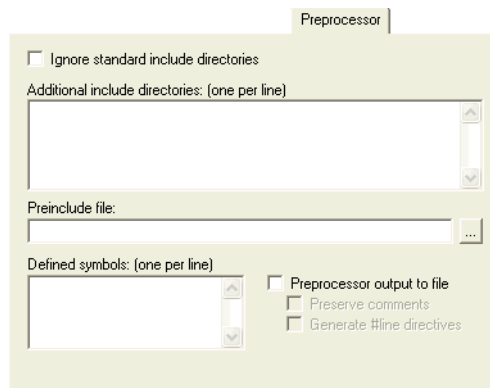 Preprocessor
Ignore standard include directories
Additional include directories: (one per line)
Preinclude file:
...
Defined symbols: (one per line)
Preprocessor output to file
Preserve comments
Generate #line directives